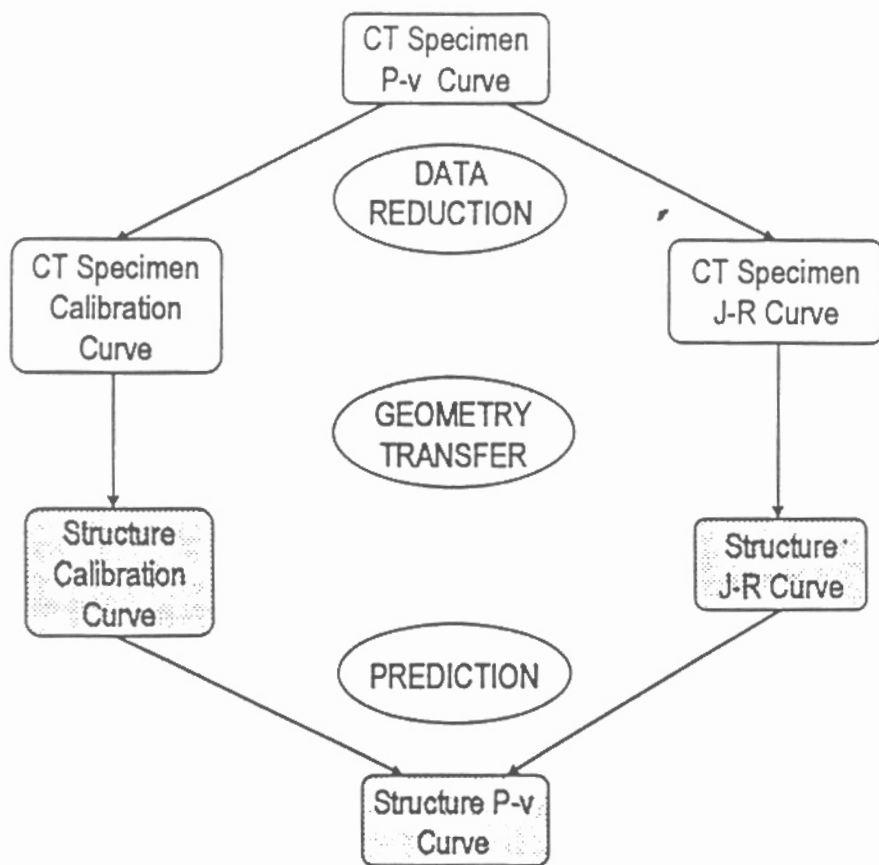 CT Specimen
P-v Curve
DATA
REDUCTION
CT Specimen
Calibration
Curve
CT Specimen
J-R Curve
GEOMETRY
TRANSFER
Structure
Calibration
Curve
Structure
J-R Curve
PREDICTION
Structure P-v
Curve